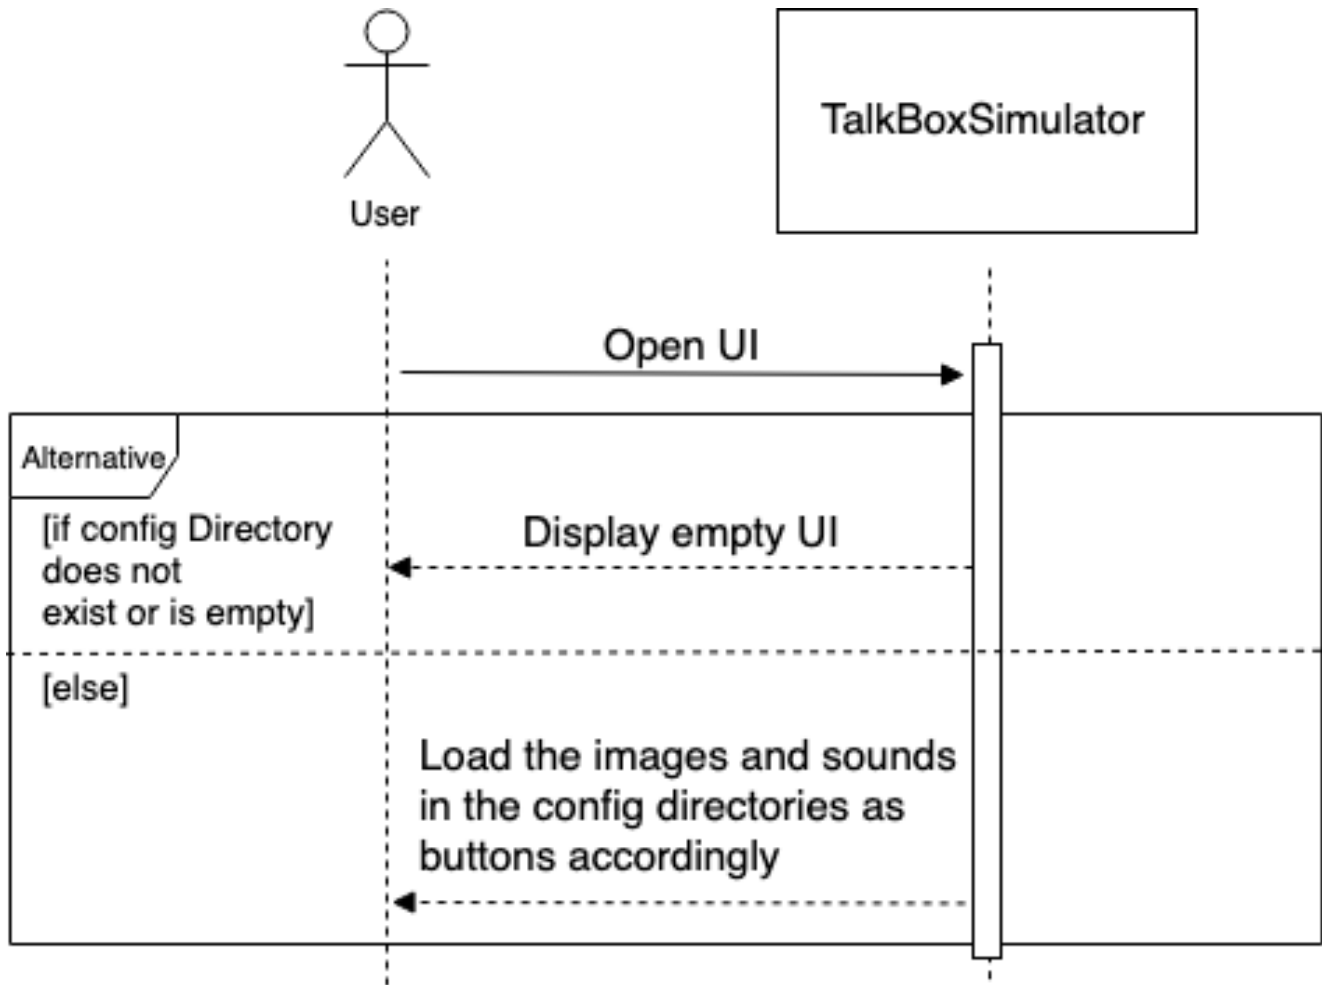 TalkBoxSimulator
User
Open UI
Alternative
[if config Directory
does not
exist or is empty]
Display empty UI
[else]
Load the images and sounds
in the config directories as
buttons accordingly